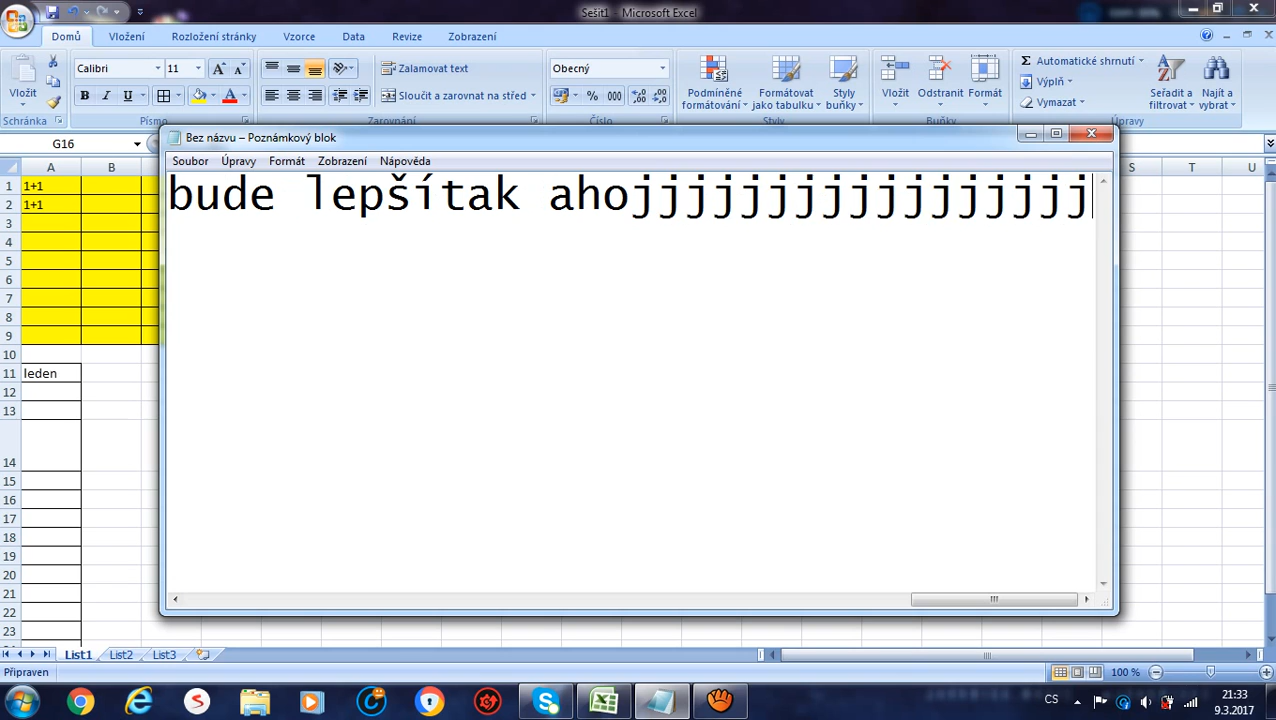 Sešit1 - Microsoft Excel
Domů Vložení Rozložení stránky Vzorce Data Revize Zobrazení
Vložit
Schránka
Calibri 11
B I U
Písmo
Zalamovat text
Sloučit a zarovnat na střed
Zarovnání
Obecný
% 000
Číslo
Podmíněné formátování
Formátovat jako tabulku
Styly buňky
Styly
Vložit Odstranit Formát
Buňky
Automatické shrnutí
Výplň
Vymazat
Seřadit a filtrovat
Najít a vybrat
Úpravy
G16
A B S T U
1 1+1
2 1+1
3
4
5
6
7
8
9
10
11 leden
12
13
14
15
16
17
18
19
20
21
22
23
Bez názvu – Poznámkový blok
Soubor Úpravy Formát Zobrazení Nápověda
bude lepšítak ahojjjjjjjjjjjjjjjjj
List1 List2 List3
Připraven
100 %
CS
21:33
9.3.2017